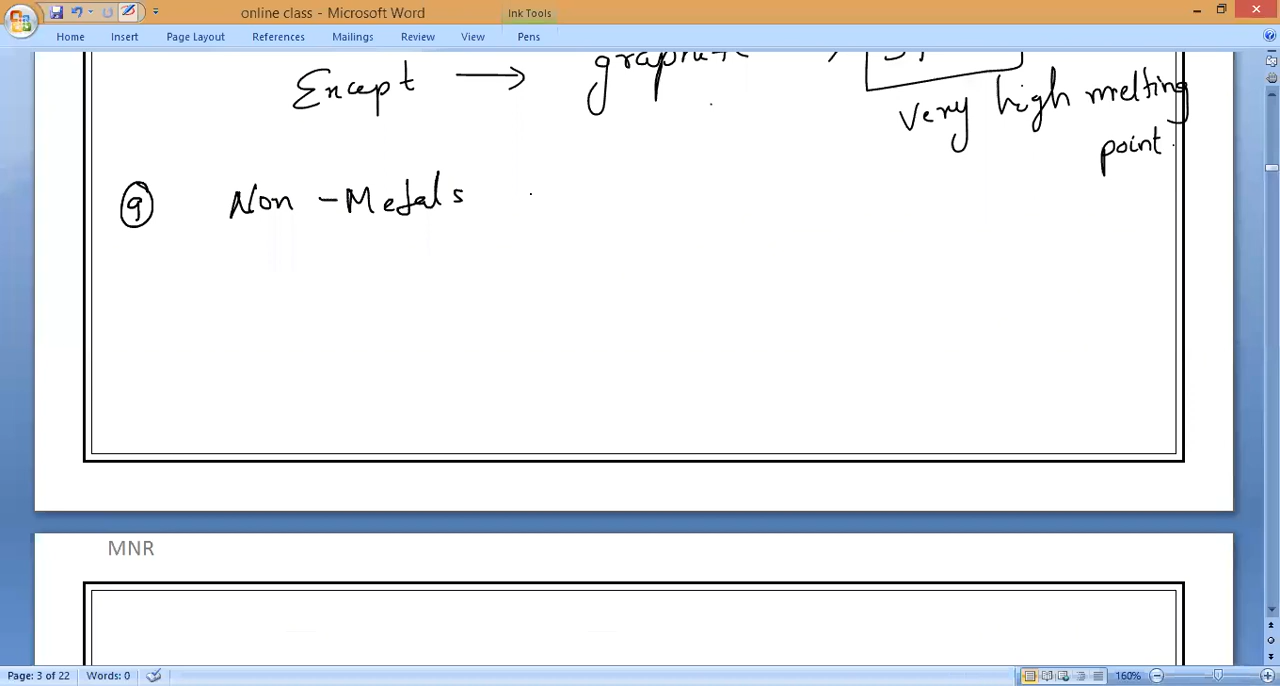 online class - Microsoft Word
Ink Tools
Home Insert Page Layout References Mailings Review View Pens
Except → graphite
very high melting
point.
9 Non - Metals
MNR
Page: 3 of 22 Words: 0 160%